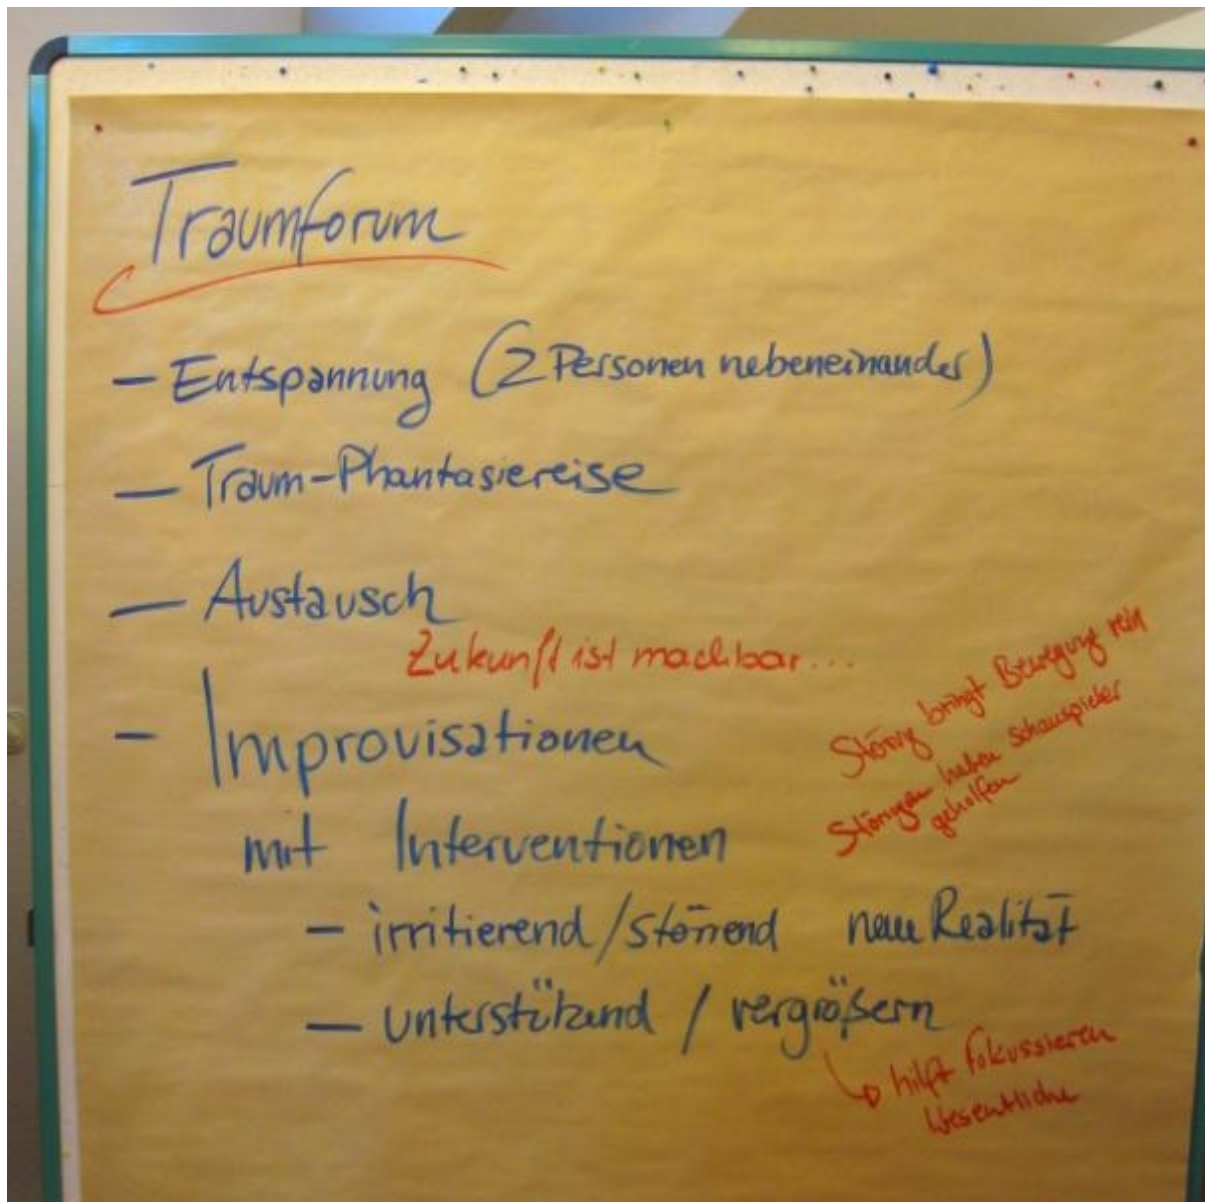 Traumforum
- Entspannung (2 Personen nebeneinander)
- Traum-Phantasiereise
- Austausch
Zukunft ist machbar...
- Improvisationen
mit Interventionen
Störung bringt Bewegung rein
Störungen haben Schauspieler
geholfen
- irritierend/störend neue Realität
- unterstützend / vergrößern
↳ hilft Fokussieren
Wesentliche